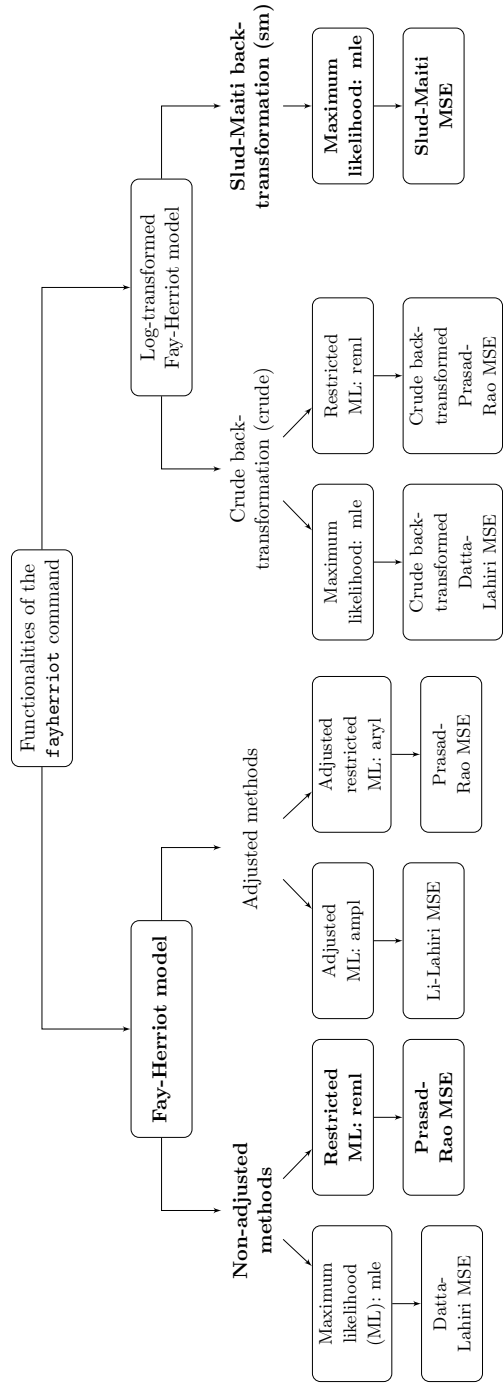 Functionalities of the
fayherriot command
Fay-Herriot model
Log-transformed
Fay-Herriot model
Non-adjusted
methods
Adjusted methods
Crude back-
transformation (crude)
Slud-Maiti back-
transformation (sm)
Maximum
likelihood
(ML): mle
Restricted
ML: reml
Adjusted
ML: ampl
Adjusted
restricted
ML: aryl
Maximum
likelihood: mle
Restricted
ML: reml
Maximum
likelihood: mle
Datta-
Lahiri MSE
Prasad-
Rao MSE
Li-Lahiri MSE
Prasad-
Rao MSE
Crude back-
transformed
Datta-
Lahiri MSE
Crude back-
transformed
Prasad-
Rao MSE
Slud-Maiti
MSE